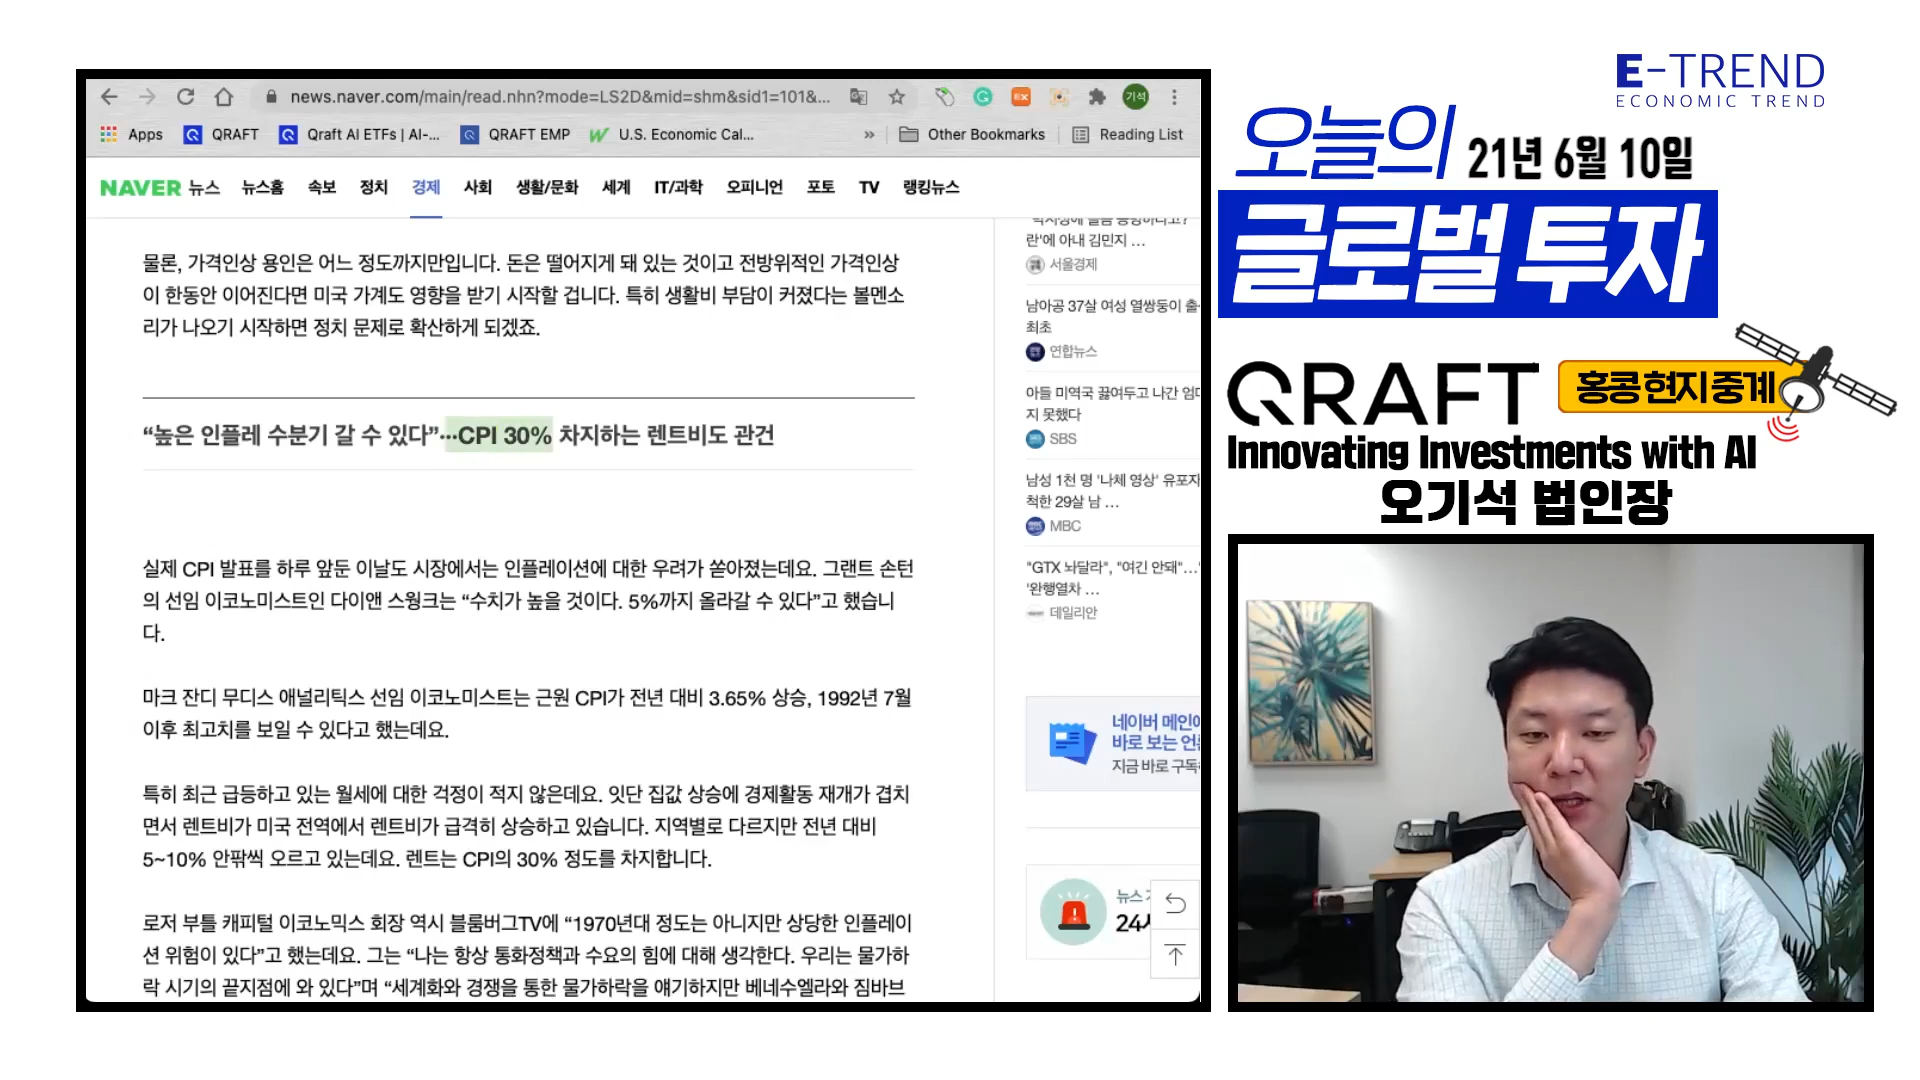 news.naver.com/main/read.nhn?mode=LS2D&mid=shm&sid1=101&...
기석
Apps QRAFT Qraft AI ETFs | AI-... QRAFT EMP U.S. Economic Cal... » Other Bookmarks Reading List
NAVER 뉴스 뉴스홈 속보 정치 경제 사회 생활/문화 세계 IT/과학 오피니언 포토 TV 랭킹뉴스
물론, 가격인상 용인은 어느 정도까지만입니다. 돈은 떨어지게 돼 있는 것이고 전방위적인 가격인상
이 한동안 이어진다면 미국 가계도 영향을 받기 시작할 겁니다. 특히 생활비 부담이 커졌다는 볼멘소
리가 나오기 시작하면 정치 문제로 확산하게 되겠죠.
“높은 인플레 수분기 갈 수 있다”···CPI 30% 차지하는 렌트비도 관건
실제 CPI 발표를 하루 앞둔 이날도 시장에서는 인플레이션에 대한 우려가 쏟아졌는데요. 그랜트 손턴
의 선임 이코노미스트인 다이앤 스웡크는 “수치가 높을 것이다. 5%까지 올라갈 수 있다”고 했습니
다.
마크 잔디 무디스 애널리틱스 선임 이코노미스트는 근원 CPI가 전년 대비 3.65% 상승, 1992년 7월
이후 최고치를 보일 수 있다고 했는데요.
특히 최근 급등하고 있는 월세에 대한 걱정이 적지 않은데요. 잇단 집값 상승에 경제활동 재개가 겹치
면서 렌트비가 미국 전역에서 렌트비가 급격히 상승하고 있습니다. 지역별로 다르지만 전년 대비
5~10% 안팎씩 오르고 있는데요. 렌트는 CPI의 30% 정도를 차지합니다.
로저 부틀 캐피털 이코노믹스 회장 역시 블룸버그TV에 “1970년대 정도는 아니지만 상당한 인플레이
션 위험이 있다”고 했는데요. 그는 “나는 항상 통화정책과 수요의 힘에 대해 생각한다. 우리는 물가하
락 시기의 끝지점에 와 있다”며 “세계화와 경쟁을 통한 물가하락을 얘기하지만 베네수엘라와 짐바브
란'에 아내 김민지 ...
서울경제
남아공 37살 여성 열쌍둥이 출
최초
연합뉴스
아들 미역국 끓여두고 나간 엄
지 못했다
SBS
남성 1천 명 '나체 영상' 유포자
척한 29살 남 ...
MBC
"GTX 놔달라", "여긴 안돼"...
'완행열차 ...
데일리안
네이버 메인에
바로 보는 언
지금 바로 구독
뉴스
24
E-TREND
ECONOMIC TREND
오늘의 21년 6월 10일
글로벌 투자
QRAFT 홍콩 현지 중계
Innovating Investments with AI
오기석 법인장